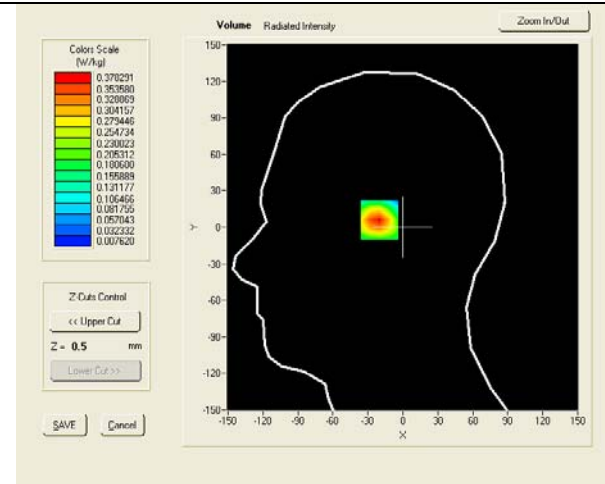 Volume Radiated Intensity
Zoom In/Out
Colors Scale
(W/kg)
0.378291
0.353580
0.328869
0.304157
0.279446
0.254734
0.230023
0.205312
0.180600
0.155889
0.131177
0.106466
0.081755
0.057043
0.032332
0.007620
Z-Cuts Control
<< Upper Cut
Z = 0.5 mm
Lower Cut >>
SAVE Cancel
150
120
90
60
30
0
-30
-60
-90
-120
-150
Y
-150 -120 -90 -60 -30 0 30 60 90 120 150
X